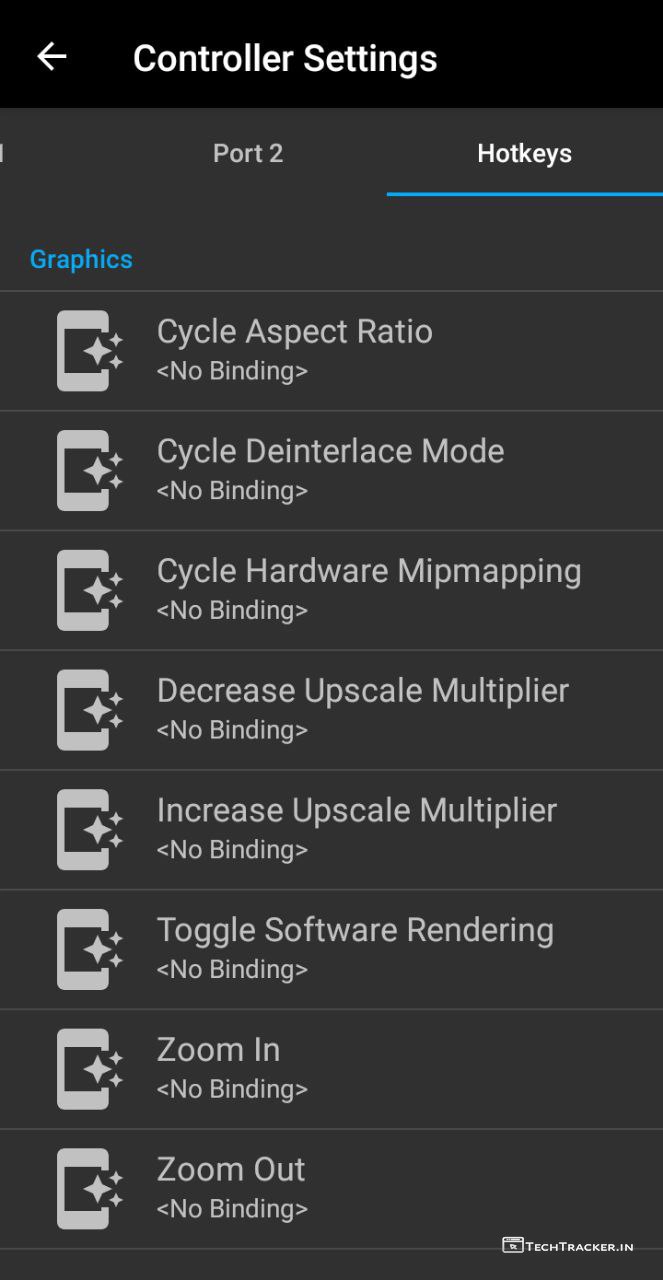 Controller Settings
Port 2
Hotkeys
Graphics
Cycle Aspect Ratio
<No Binding>
Cycle Deinterlace Mode
<No Binding>
Cycle Hardware Mipmapping
<No Binding>
Decrease Upscale Multiplier
<No Binding>
Increase Upscale Multiplier
<No Binding>
Toggle Software Rendering
<No Binding>
Zoom In
<No Binding>
Zoom Out
<No Binding>
TECHTRACKER.IN